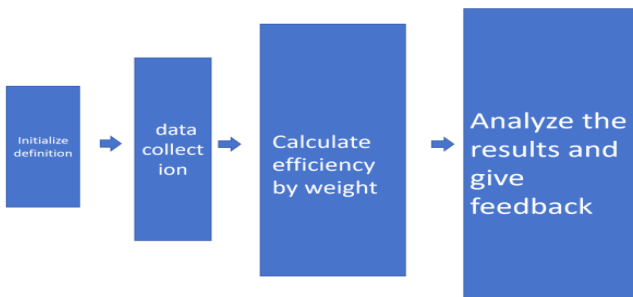 Initialize
definition
data
collect
ion
Calculate
efficiency
by weight
Analyze the
results and
give
feedback